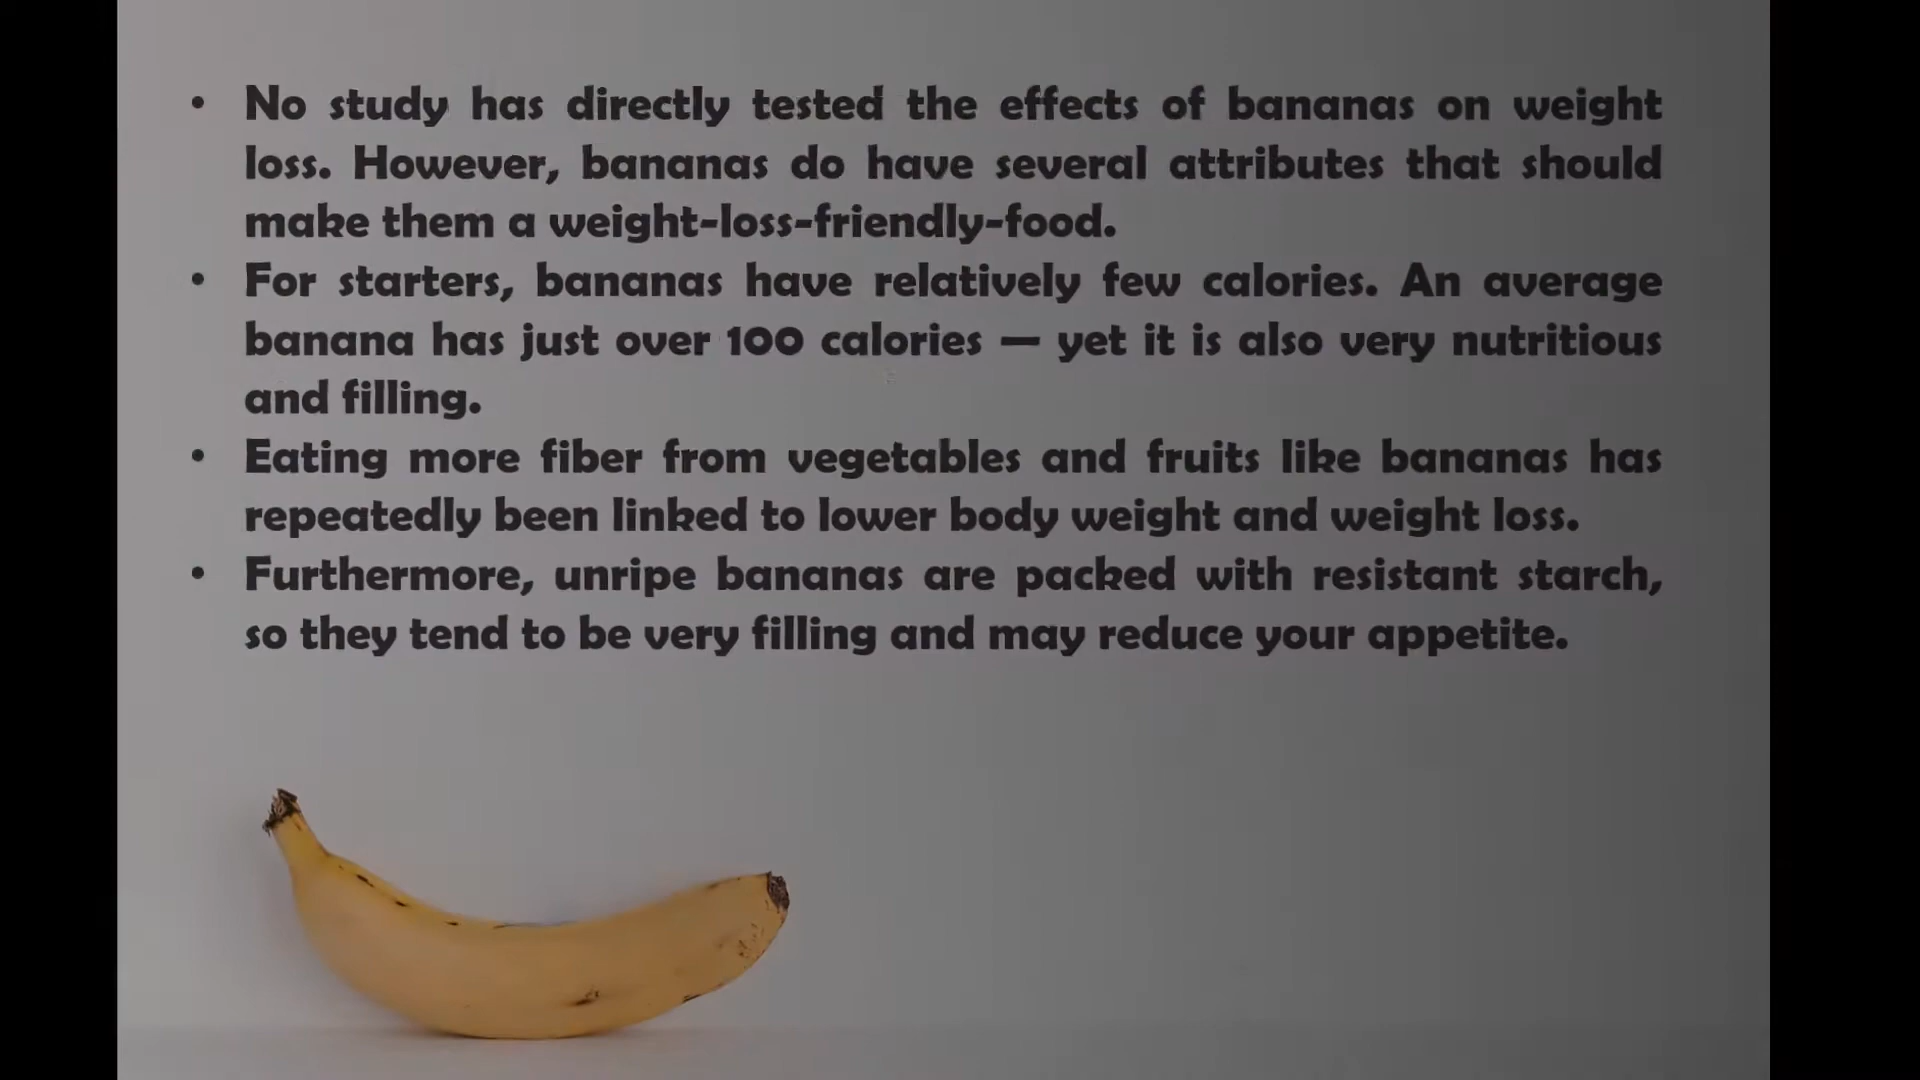 • No study has directly tested the effects of bananas on weight
loss. However, bananas do have several attributes that should
make them a weight-loss-friendly-food.
• For starters, bananas have relatively few calories. An average
banana has just over 100 calories — yet it is also very nutritious
and filling.
• Eating more fiber from vegetables and fruits like bananas has
repeatedly been linked to lower body weight and weight loss.
• Furthermore, unripe bananas are packed with resistant starch,
so they tend to be very filling and may reduce your appetite.